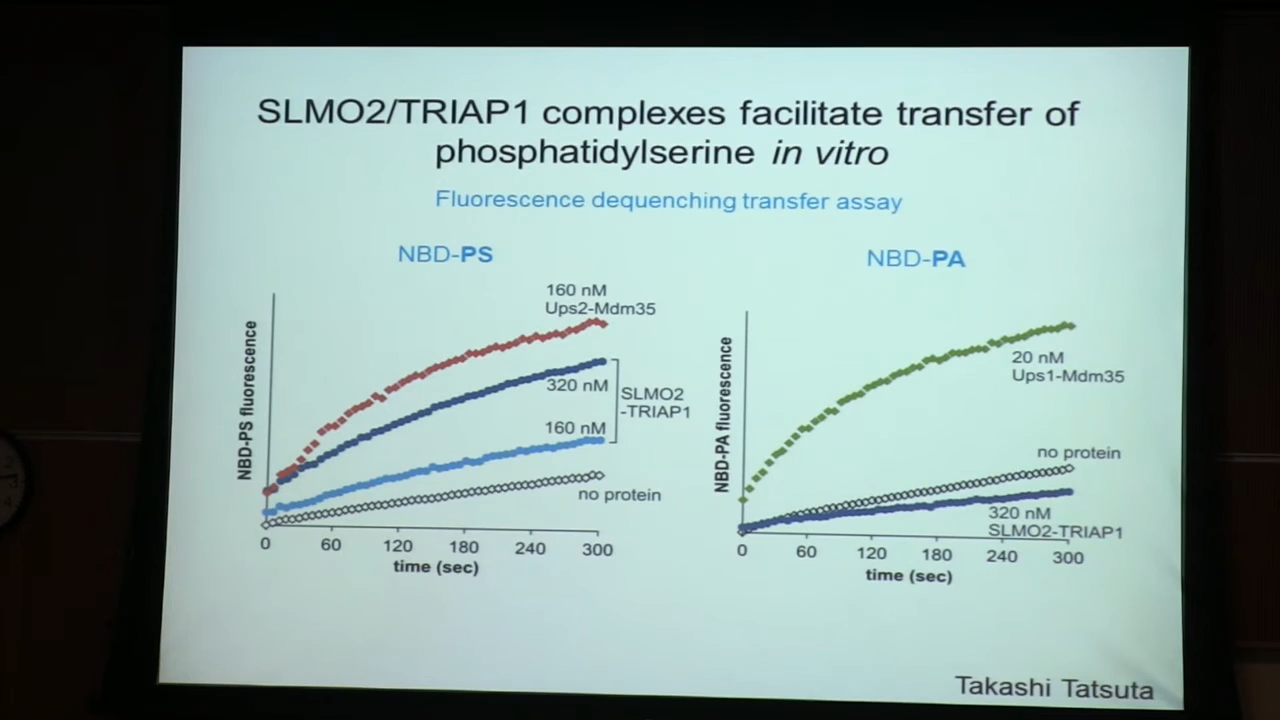 SLMO2/TRIAP1 complexes facilitate transfer of
phosphatidylserine in vitro
Fluorescence dequenching transfer assay
NBD-PS
NBD-PS fluorescence
160 nM
Ups2-Mdm35
320 nM
SLMO2
-TRIAP1
160 nM
no protein
0 60 120 180 240 300
time (sec)
NBD-PA
NBD-PA fluorescence
20 nM
Ups1-Mdm35
no protein
320 nM
SLMO2-TRIAP1
0 60 120 180 240 300
time (sec)
Takashi Tatsuta
2
3
4